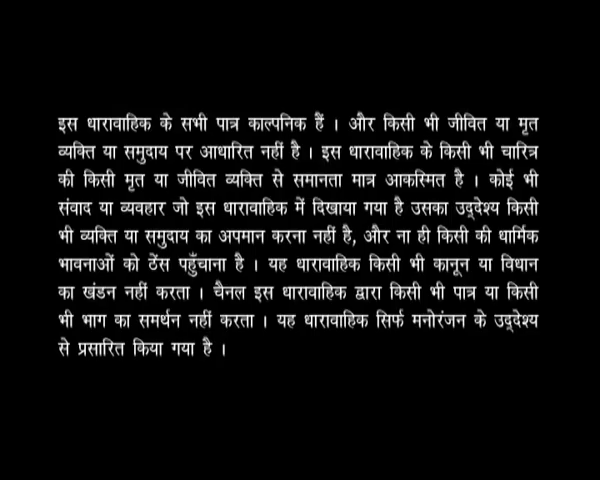 इस धारावाहिक के सभी पात्र काल्पनिक हैं । और किसी भी जीवित या मृत
व्यक्ति या समुदाय पर आधारित नहीं है । इस धारावाहिक के किसी भी चारित्र
की किसी मृत या जीवित व्यक्ति से समानता मात्र आकस्मित है । कोई भी
संवाद या व्यवहार जो इस धारावाहिक में दिखाया गया है उसका उद्देश्य किसी
भी व्यक्ति या समुदाय का अपमान करना नहीं है, और ना ही किसी की धार्मिक
भावनाओं को ठेंस पहुँचाना है । यह धारावाहिक किसी भी कानून या विधान
का खंडन नहीं करता । चैनल इस धारावाहिक द्वारा किसी भी पात्र या किसी
भी भाग का समर्थन नहीं करता । यह धारावाहिक सिर्फ मनोरंजन के उद्देश्य
से प्रसारित किया गया है ।